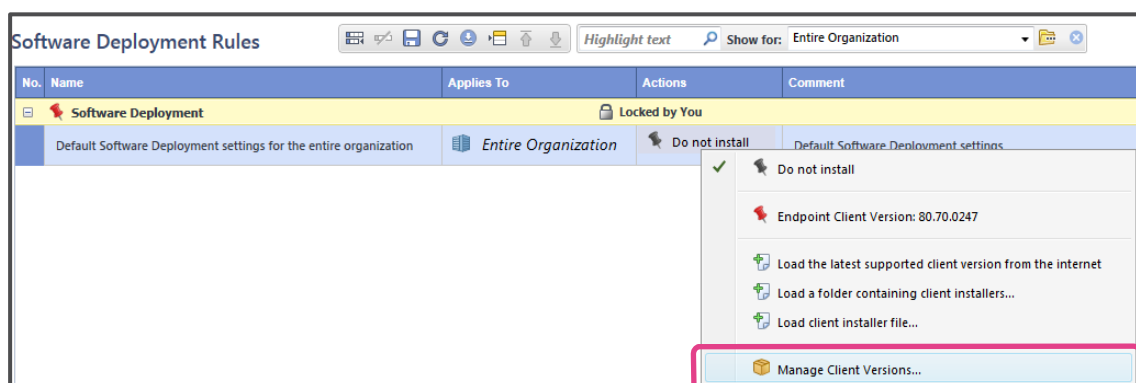 Software Deployment Rules
Highlight text
Show for:
Entire Organization
No. Name Applies To Actions Comment
Software Deployment
Locked by You
Default Software Deployment settings for the entire organization
Entire Organization
Do not install
Default Software Deployment settings
Do not install
Endpoint Client Version: 80.70.0247
Load the latest supported client version from the internet
Load a folder containing client installers...
Load client installer file...
Manage Client Versions...